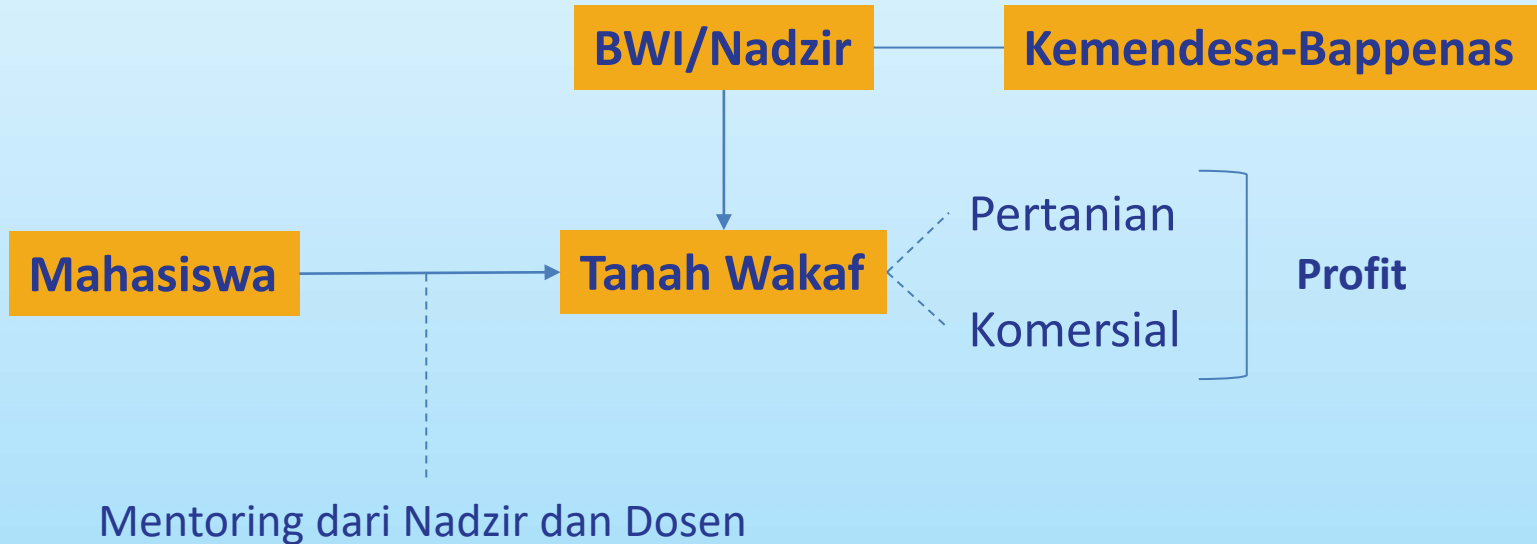 BWI/Nadzir
Kemendesa-Bappenas
Mahasiswa
Tanah Wakaf
Pertanian
Komersial
Profit
Mentoring dari Nadzir dan Dosen